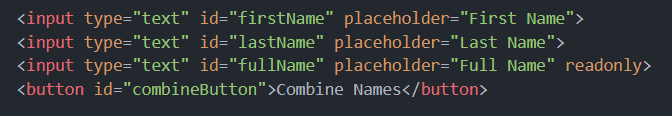 <input type="text" id="firstName" placeholder="First Name">
<input type="text" id="lastName" placeholder="Last Name">
<input type="text" id="fullName" placeholder="Full Name" readonly>
<button id="combineButton">Combine Names</button>